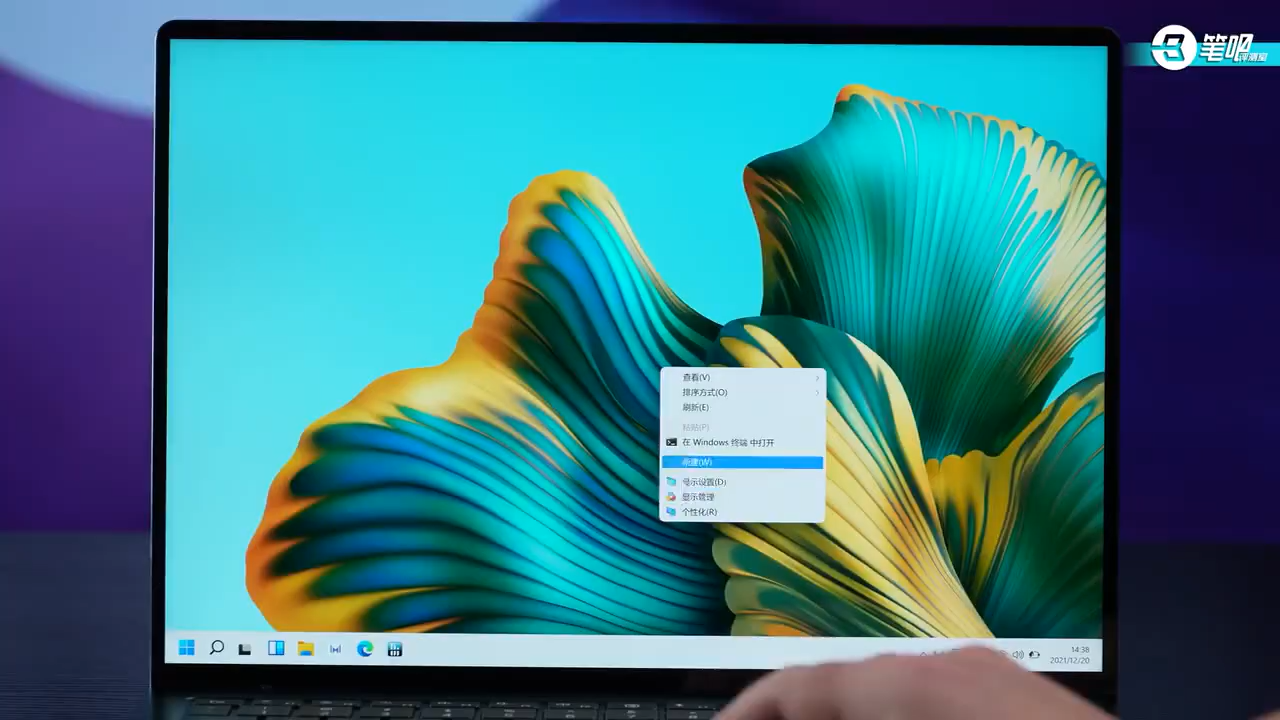 笔吧
评测室
查看(V)
排序方式(O)
刷新(E)
粘贴(P)
在 Windows 终端 中打开
新建(W)
显示设置(D)
显示管理
个性化(R)
14:38
2021/12/20